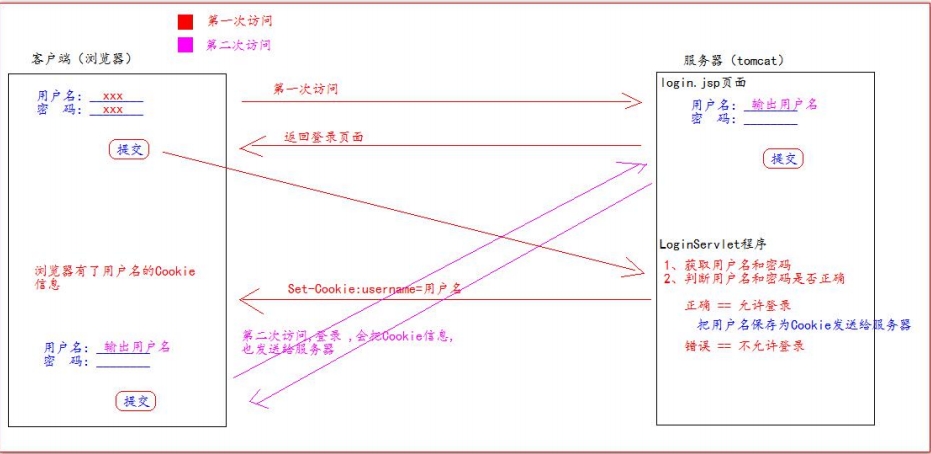 第一次访问
第二次访问
客户端（浏览器）
用户名：xxx
密 码：xxx
提交
浏览器有了用户名的Cookie
信息
用户名：输出用户名
密 码：
提交
第一次访问
返回登录页面
Set-Cookie:username=用户名
第二次访问,登录 ,会把Cookie信息,
也发送给服务器
服务器（tomcat）
login.jsp页面
用户名：输出用户名
密 码：
提交
LoginServlet程序
1、获取用户名和密码
2、判断用户名和密码是否正确
正确 == 允许登录
把用户名保存为Cookie发送给服务器
错误 == 不允许登录